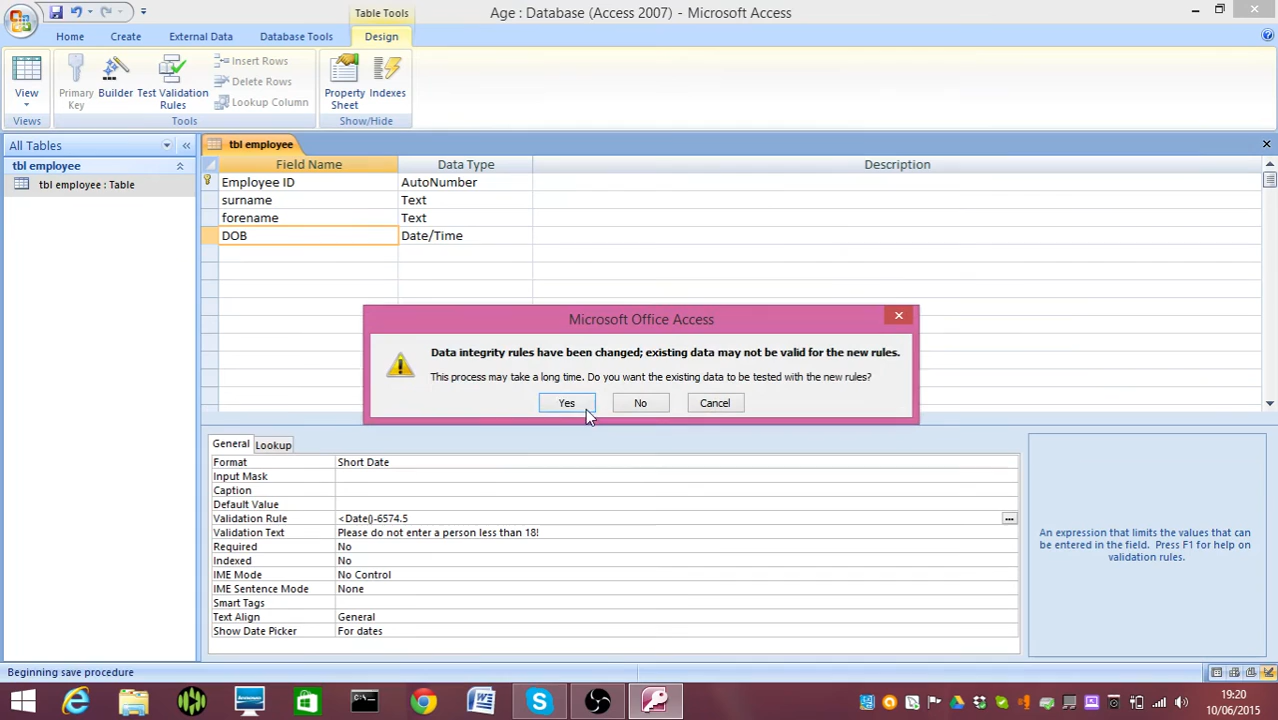 Table Tools
Age : Database (Access 2007) - Microsoft Access
Home
Create
External Data
Database Tools
Design
View
Primary Key
Builder
Test Validation Rules
Insert Rows
Delete Rows
Lookup Column
Property Sheet
Indexes
Views
Tools
Show/Hide
All Tables
tbl employee
tbl employee : Table
tbl employee
Field Name
Data Type
Description
Employee ID
AutoNumber
surname
Text
forename
Text
DOB
Date/Time
Microsoft Office Access
Data integrity rules have been changed; existing data may not be valid for the new rules.
This process may take a long time. Do you want the existing data to be tested with the new rules?
Yes
No
Cancel
General
Lookup
Format
Short Date
Input Mask
Caption
Default Value
Validation Rule
<Date()-6574.5
Validation Text
Please do not enter a person less than 18!
Required
No
Indexed
No
IME Mode
No Control
IME Sentence Mode
None
Smart Tags
Text Align
General
Show Date Picker
For dates
An expression that limits the values that can
be entered in the field. Press F1 for help on
validation rules.
Beginning save procedure
19:20
10/06/2015